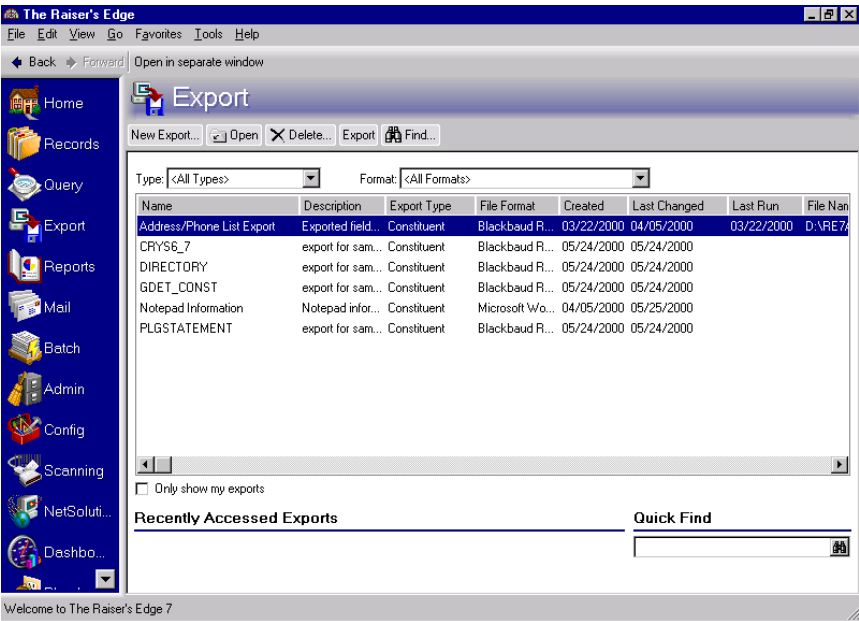 The Raiser's Edge
File Edit View Go Favorites Tools Help
Back Forward Open in separate window
Home
Records
Query
Export
Reports
Mail
Batch
Admin
Config
Scanning
NetSoluti...
Dashbo...
Export
New Export... Open Delete... Export Find...
Type: <All Types> Format: <All Formats>
Name Description Export Type File Format Created Last Changed Last Run File Nan
Address/Phone List Export Exported field... Constituent Blackbaud R... 03/22/2000 04/05/2000 03/22/2000 D:\RE7\
CRYS6_7 export for sam... Constituent Blackbaud R... 05/24/2000 05/24/2000
DIRECTORY export for sam... Constituent Blackbaud R... 05/24/2000 05/24/2000
GDET_CONST export for sam... Constituent Blackbaud R... 05/24/2000 05/24/2000
Notepad Information Notepad infor... Constituent Microsoft Wo... 04/05/2000 05/25/2000
PLGSTATEMENT export for sam... Constituent Blackbaud R... 05/24/2000 05/24/2000
Only show my exports
Recently Accessed Exports Quick Find
Welcome to The Raiser's Edge 7